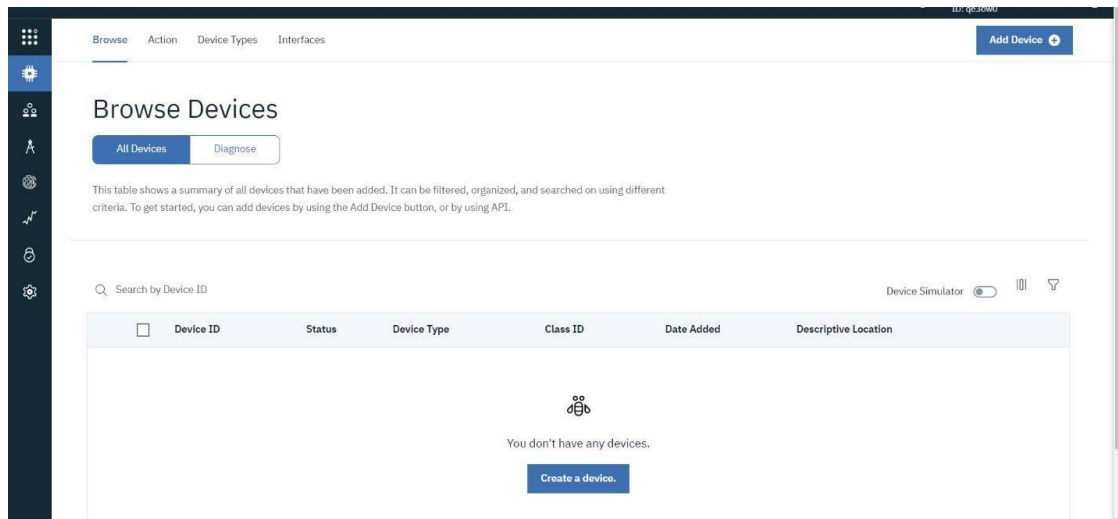 ID: qe36w0
Browse Action Device Types Interfaces
Add Device
Browse Devices
All Devices Diagnose
This table shows a summary of all devices that have been added. It can be filtered, organized, and searched on using different
criteria. To get started, you can add devices by using the Add Device button, or by using API.
Search by Device ID
Device Simulator
Device ID Status Device Type Class ID Date Added Descriptive Location
You don't have any devices.
Create a device.